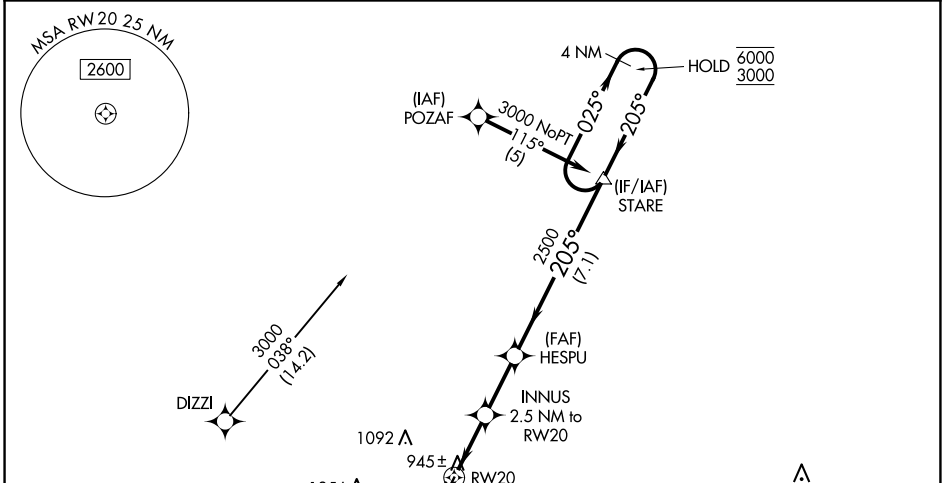 MSA RW20 25 NM
2600
4 NM
HOLD
6000
3000
(IAF)
POZAF
3000 NoPT
115°
(5)
025°
205°
(IF/IAF)
STARE
2500
205°
(7.1)
3000
038°
(14.2)
(FAF)
HESPU
DIZZI
INNUS
2.5 NM to
RW20
1092
945±
RW20